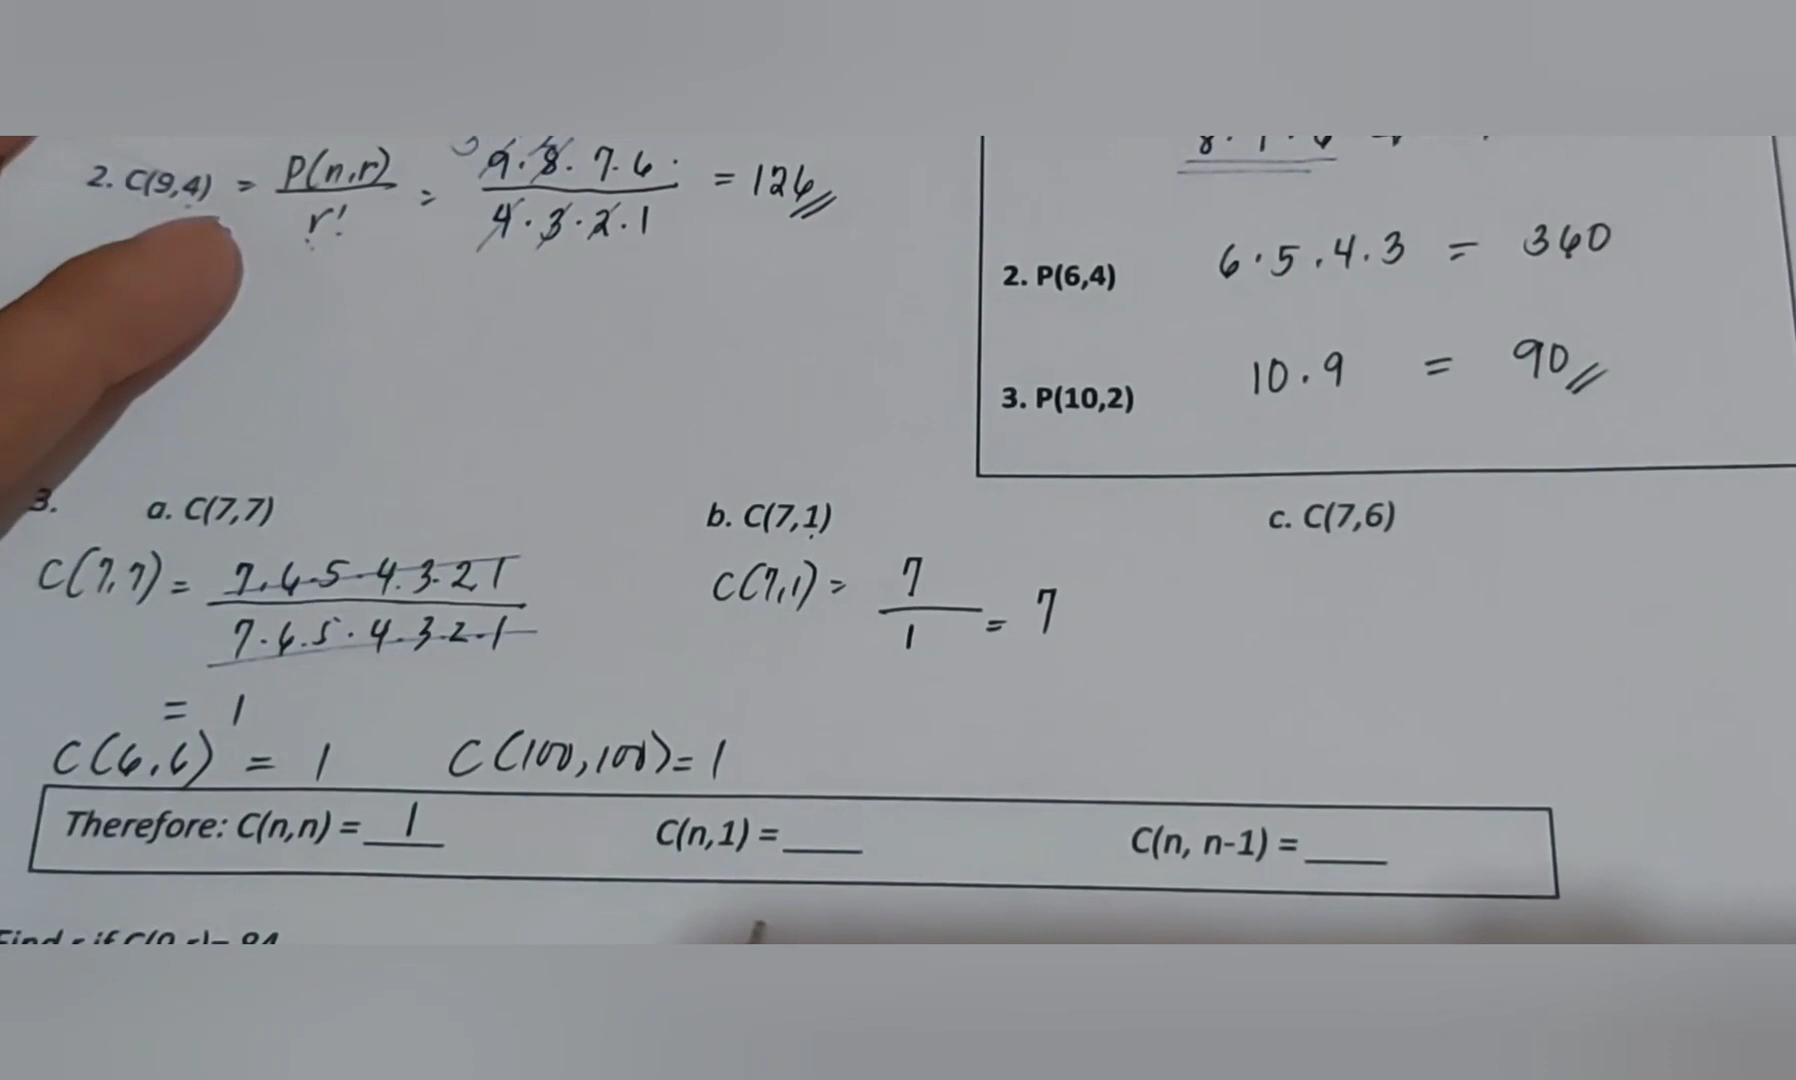 2. C(9,4) = P(n,r) / r! = 9·8·7·6· / 4·3·2·1 = 126
2. P(6,4) 6·5·4·3 = 360
3. P(10,2) 10·9 = 90
3. a. C(7,7) b. C(7,1) c. C(7,6)
C(7,7) = 7·6·5·4·3·2 1 / 7·6·5·4·3·2·1
C(7,1) = 7 / 1 = 7
= 1
C(6,6) = 1 C(100,100) = 1
Therefore: C(n,n) = 1 C(n,1) = ____ C(n, n-1) = ____